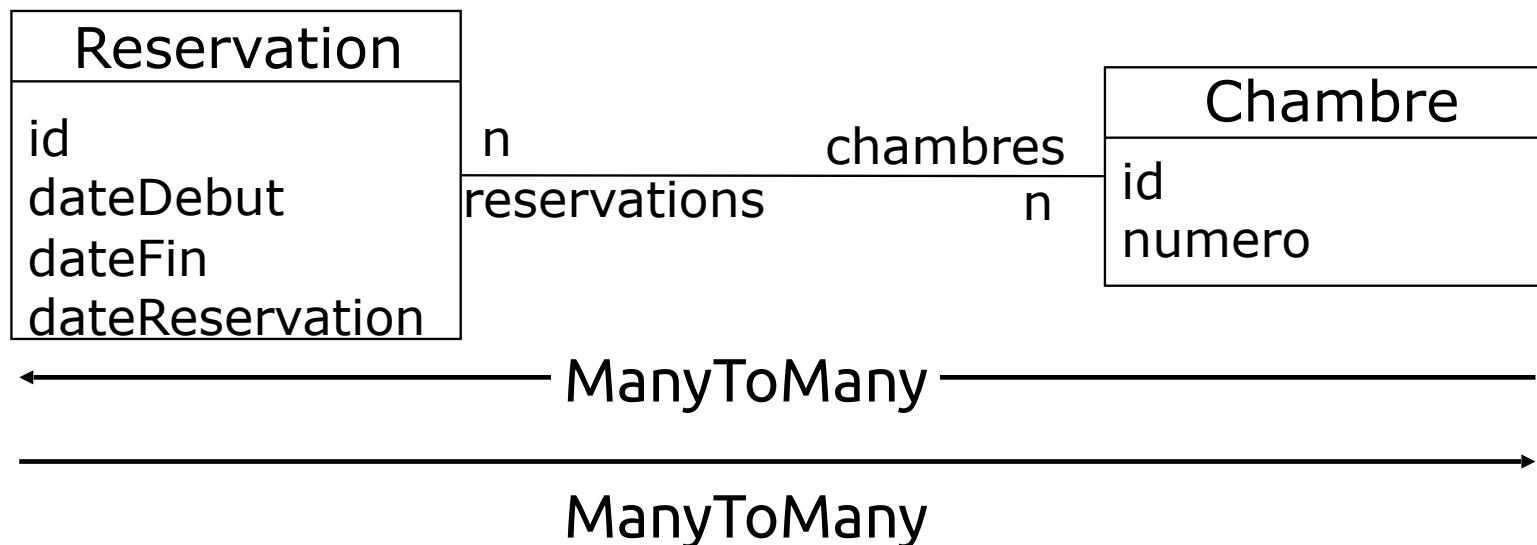 Reservation
id
dateDebut
dateFin
dateReservation
n
reservations
chambres
n
Chambre
id
numero
ManyToMany
ManyToMany